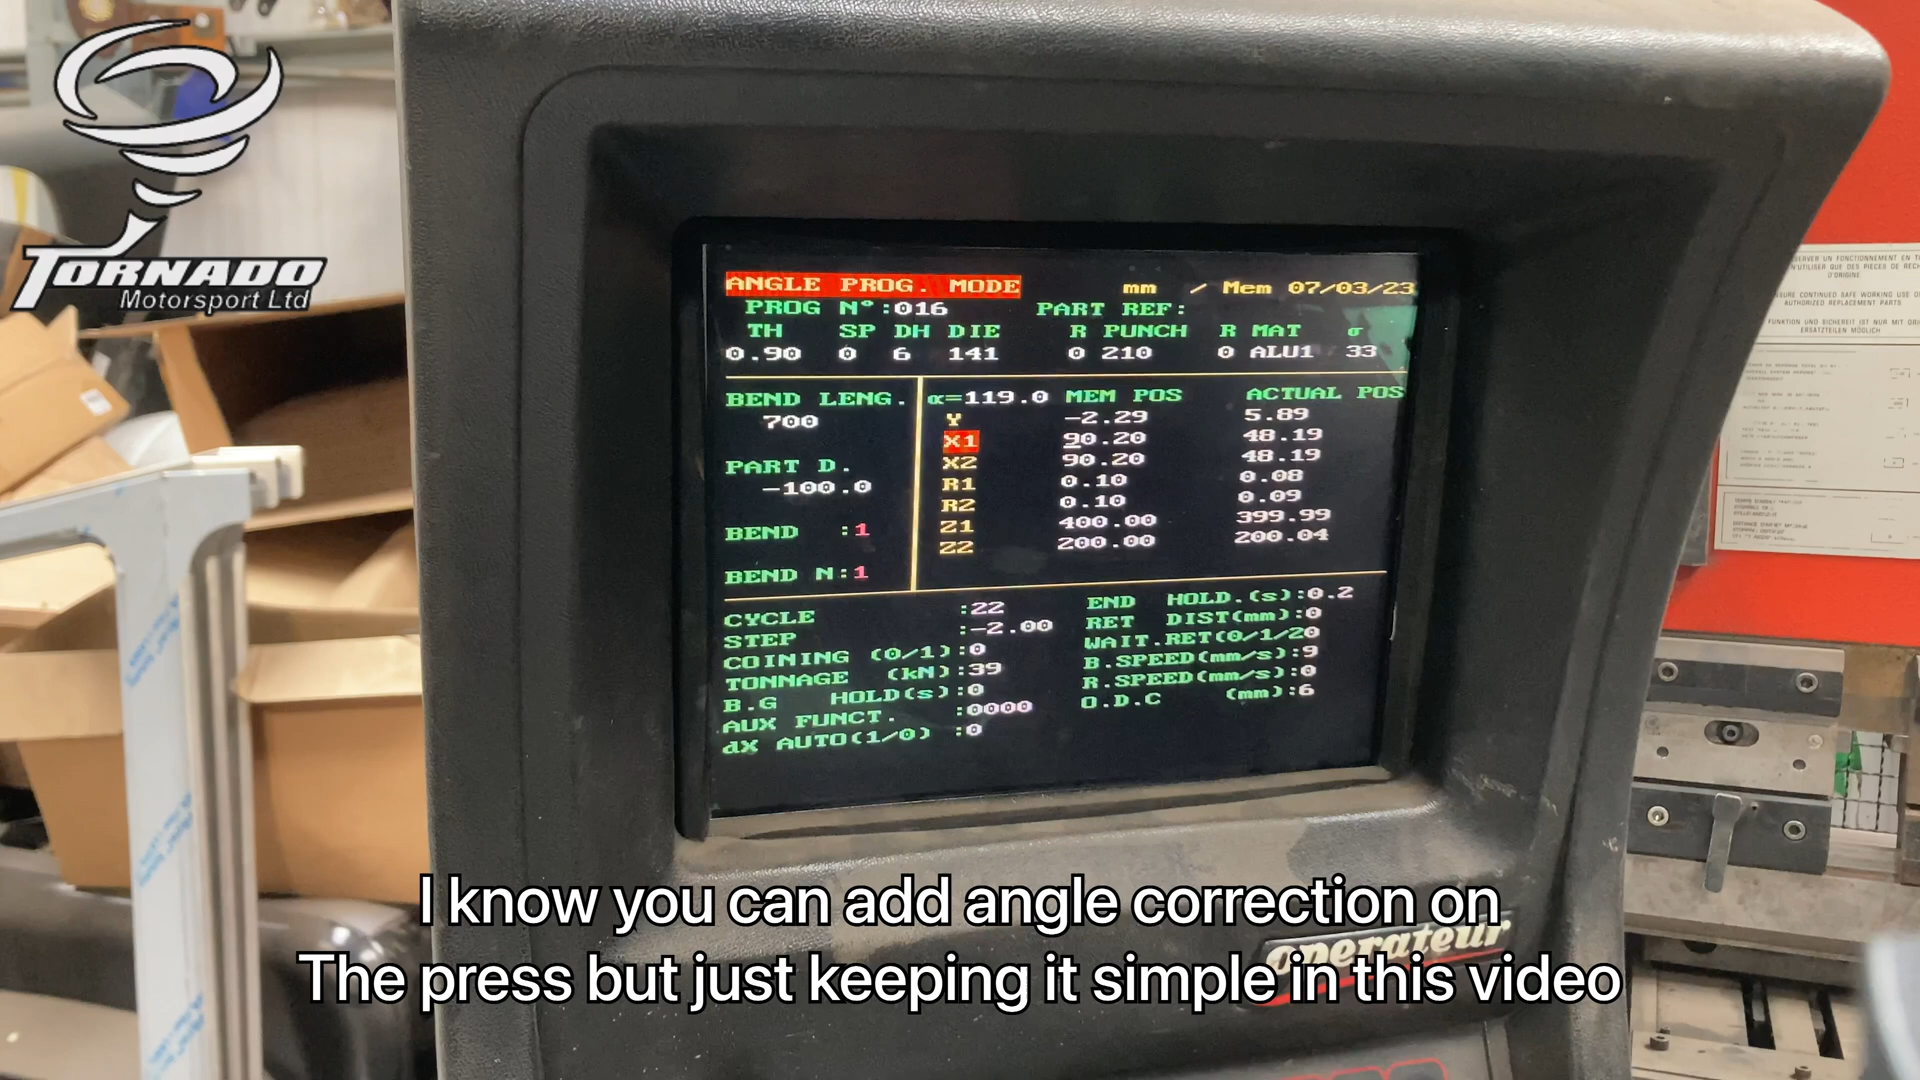 TORNADO
Motorsport Ltd
ANGLE PROG. MODE mm / Mem 07/03/23
PROG N°:016 PART REF:
TH SP DH DIE R PUNCH R MAT σ
0.90 0 6 141 0 210 0 ALU1 33
BEND LENG. α=119.0 MEM POS ACTUAL POS
700 Y -2.29 5.89
X1 90.20 48.19
PART D. X2 90.20 48.19
-100.0 R1 0.10 0.08
R2 0.10 0.09
BEND :1 Z1 400.00 399.99
Z2 200.00 200.04
BEND N:1
CYCLE :22 END HOLD.(s):0.2
STEP :-2.00 RET DIST(mm):0
COINING (0/1):0 WAIT.RET(0/1/20
TONNAGE (kN):39 B.SPEED(mm/s):9
B.G HOLD(s):0 R.SPEED(mm/s):0
AUX FUNCT. :0000 O.D.C (mm):6
dX AUTO(1/0) :0
operateur
I know you can add angle correction on
The press but just keeping it simple in this video
D'ORIGINE
AUTHORIZED REPLACEMENT PARTS
ERSATZTEILEN MÖGLICH